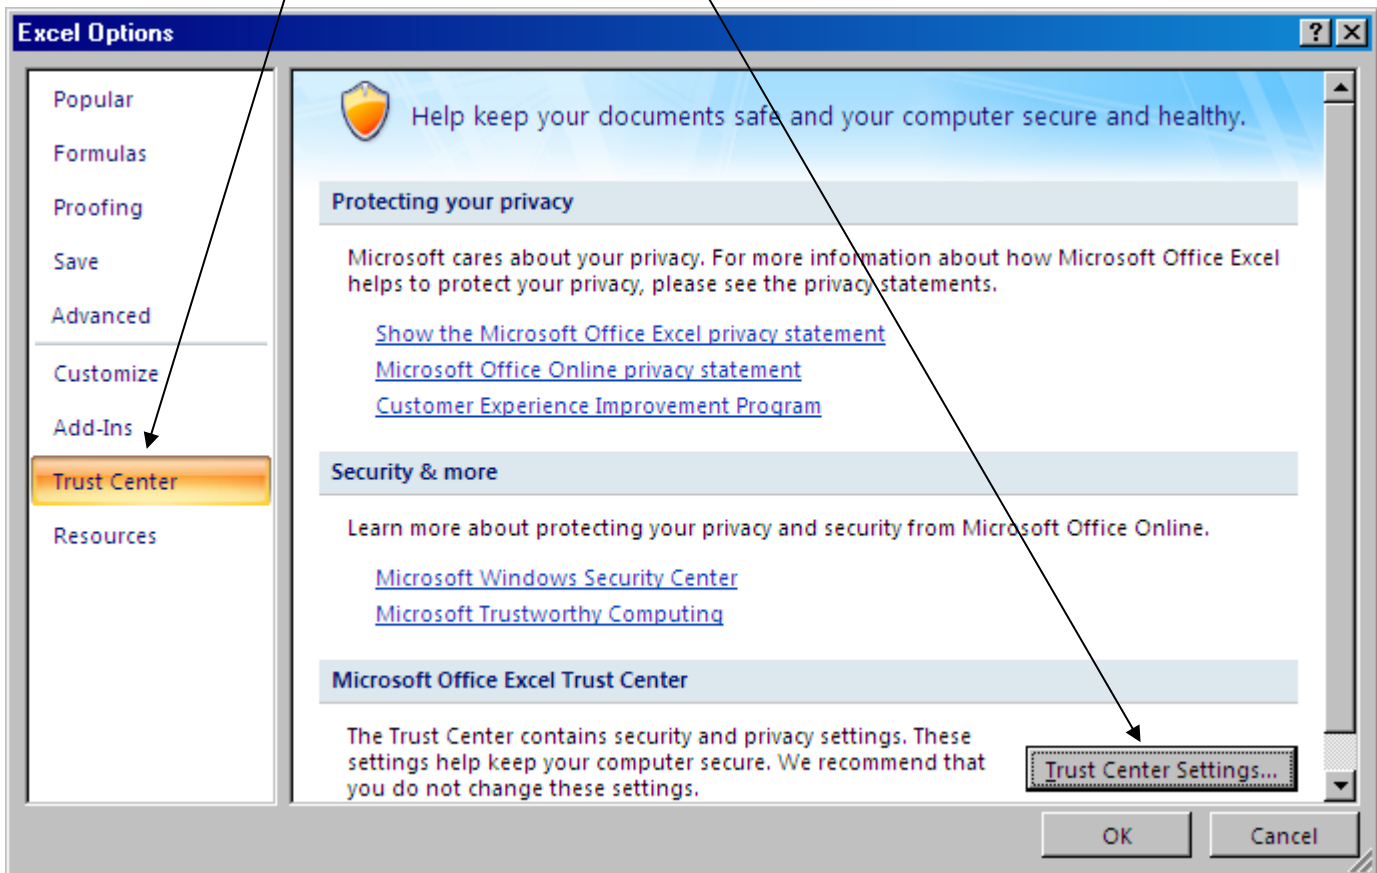 Excel Options
Popular
Formulas
Proofing
Save
Advanced
Customize
Add-Ins
Trust Center
Resources
Help keep your documents safe and your computer secure and healthy.
Protecting your privacy
Microsoft cares about your privacy. For more information about how Microsoft Office Excel
helps to protect your privacy, please see the privacy statements.
Show the Microsoft Office Excel privacy statement
Microsoft Office Online privacy statement
Customer Experience Improvement Program
Security & more
Learn more about protecting your privacy and security from Microsoft Office Online.
Microsoft Windows Security Center
Microsoft Trustworthy Computing
Microsoft Office Excel Trust Center
The Trust Center contains security and privacy settings. These
settings help keep your computer secure. We recommend that
you do not change these settings.
Trust Center Settings...
OK
Cancel